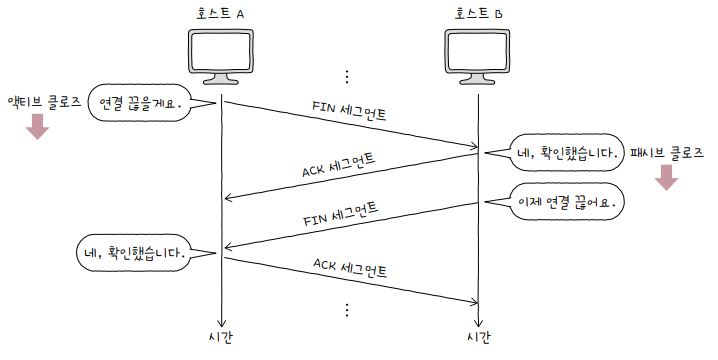 호스트 A
호스트 B
액티브 클로즈
연결 끊을게요.
FIN 세그먼트
네, 확인했습니다.
패시브 클로즈
ACK 세그먼트
이제 연결 끊어요.
FIN 세그먼트
네, 확인했습니다.
ACK 세그먼트
시간
시간